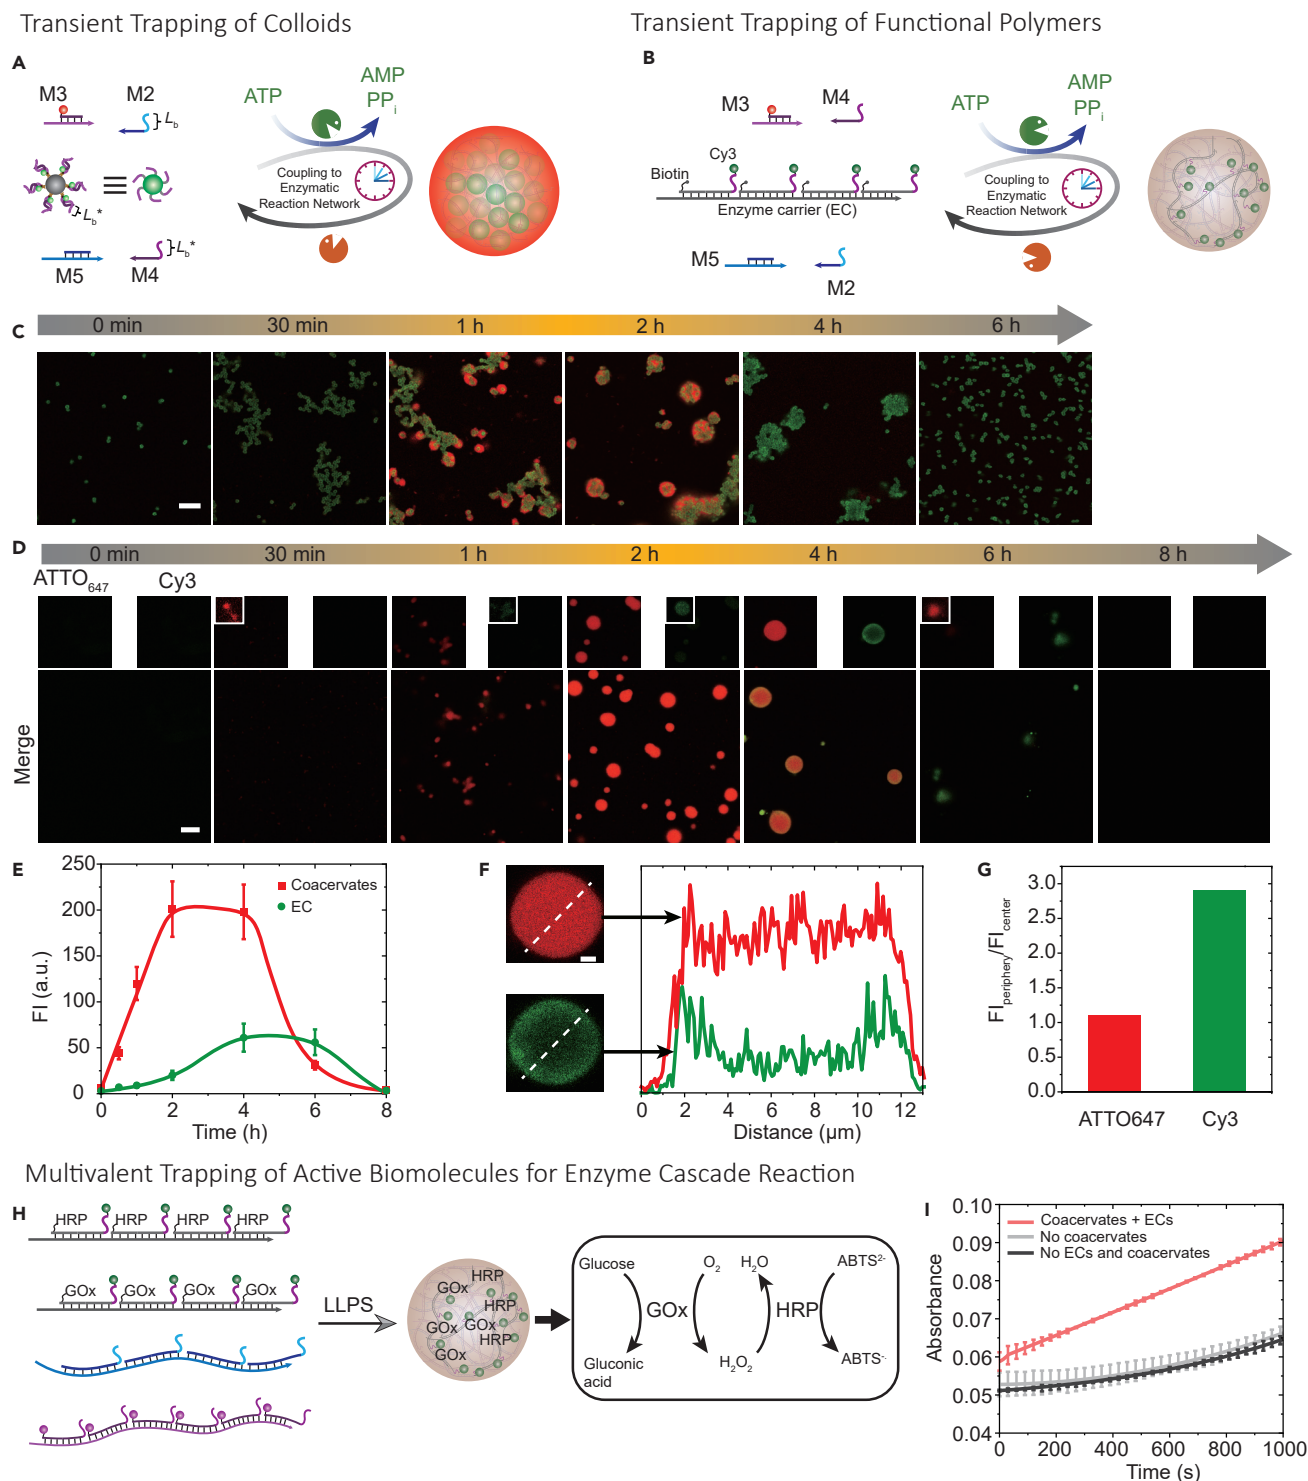 Transient Trapping of Colloids
Transient Trapping of Functional Polymers
A
M3
M2
L_b
L_b*
M5
M4
L_b*
ATP
AMP
PP_i
Coupling to
Enzymatic
Reaction Network
B
M3
M4
Biotin
Cy3
Enzyme carrier (EC)
M5
M2
ATP
AMP
PP_i
Coupling to
Enzymatic
Reaction Network
C
0 min 30 min 1 h 2 h 4 h 6 h
D
0 min 30 min 1 h 2 h 4 h 6 h 8 h
ATTO_647 Cy3
Merge
E
FI (a.u.)
250
200
150
100
50
0
Coacervates
EC
0 2 4 6 8
Time (h)
F
0 2 4 6 8 10 12
Distance (µm)
G
FI_periphery/FI_center
3.0
2.5
2.0
1.5
1.0
0.5
0.0
ATTO647 Cy3
Multivalent Trapping of Active Biomolecules for Enzyme Cascade Reaction
H
HRP HRP HRP HRP
GOx GOx GOx GOx
LLPS
HRP
GOx
HRP
GOx GOx
HRP
GOx
Glucose O₂ H₂O ABTS²⁻
GOx HRP
Gluconic
acid
H₂O₂
ABTS·⁻
I
Absorbance
0.10
0.09
0.08
0.07
0.06
0.05
0.04
Coacervates + ECs
No coacervates
No ECs and coacervates
0 200 400 600 800 1000
Time (s)